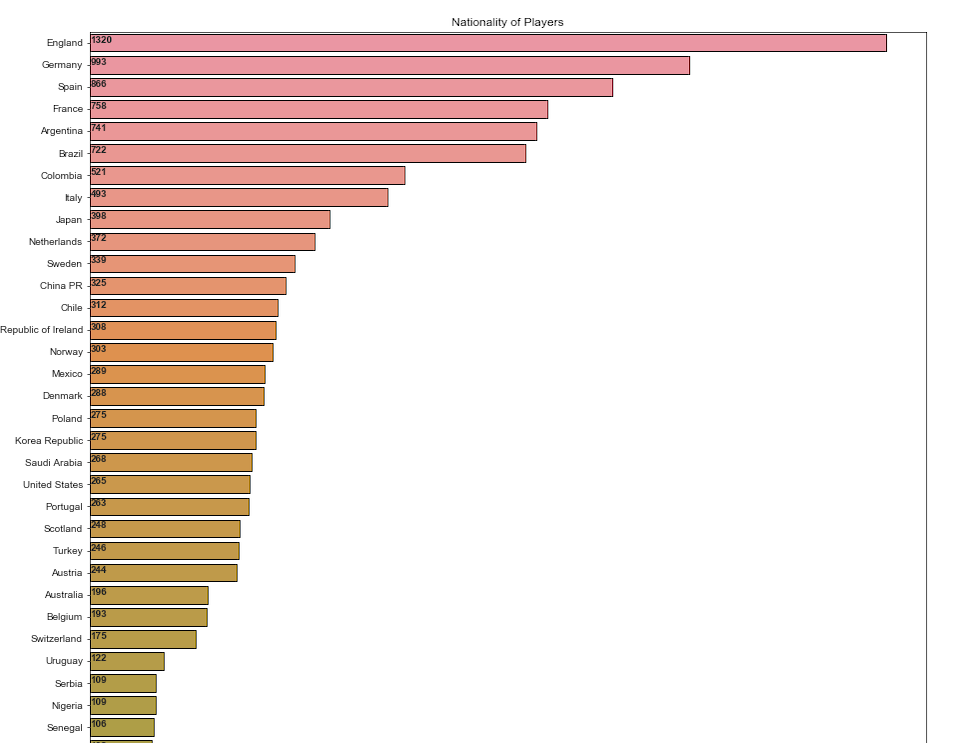 Nationality of Players
England 1320
Germany 993
Spain 866
France 758
Argentina 741
Brazil 722
Colombia 521
Italy 493
Japan 398
Netherlands 372
Sweden 339
China PR 325
Chile 312
Republic of Ireland 308
Norway 303
Mexico 289
Denmark 288
Poland 275
Korea Republic 275
Saudi Arabia 268
United States 265
Portugal 263
Scotland 248
Turkey 246
Austria 244
Australia 196
Belgium 193
Switzerland 175
Uruguay 122
Serbia 109
Nigeria 109
Senegal 106